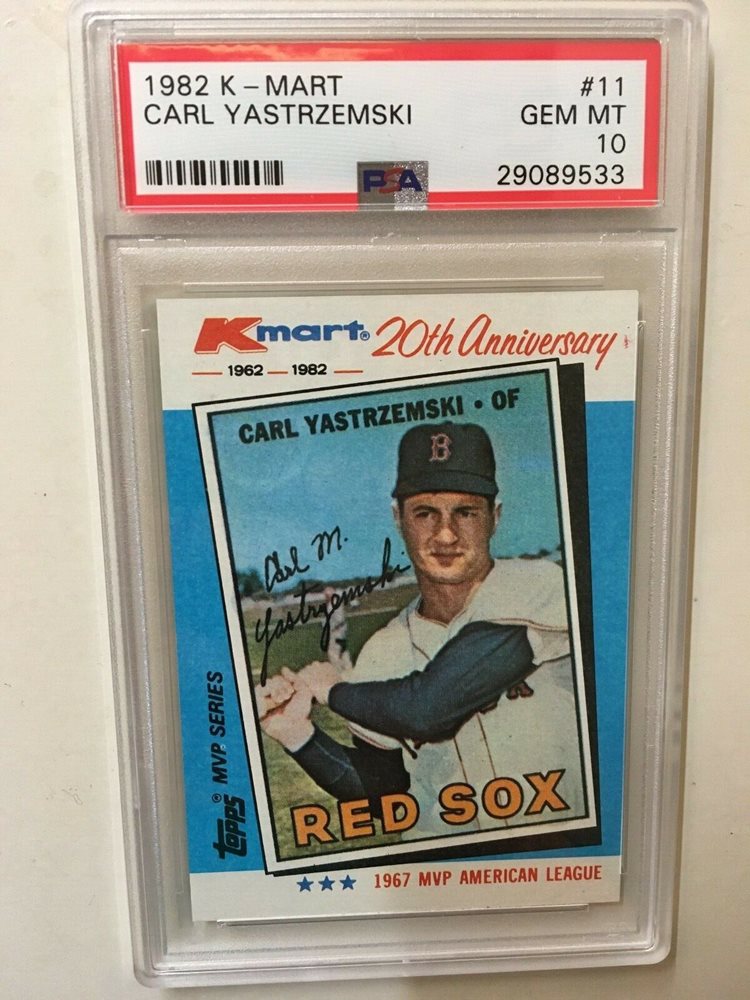 1982 K-MART #11
CARL YASTRZEMSKI GEM MT
10
PSA 29089533
Kmart® 20th Anniversary
1962 — 1982
CARL YASTRZEMSKI • OF
B
Carl M.
Yastrzemski
RED SOX
topps® MVP SERIES
1967 MVP AMERICAN LEAGUE